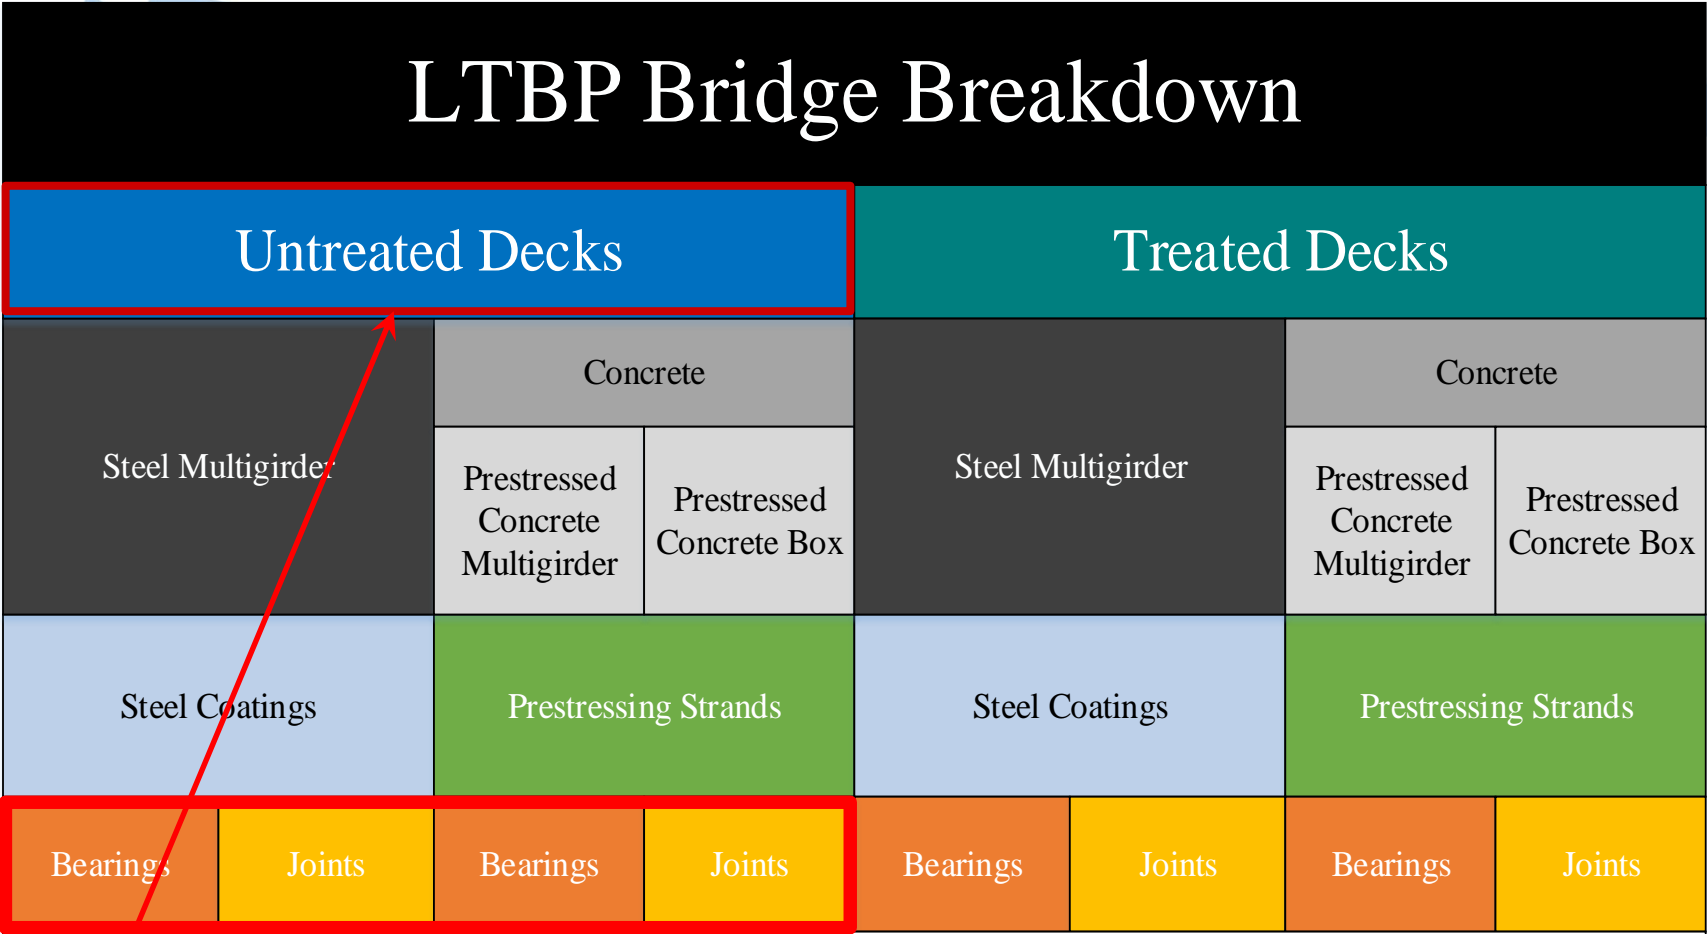 LTBP Bridge Breakdown
Untreated Decks
Treated Decks
Steel Multigirder
Concrete
Prestressed
Concrete
Multigirder
Prestressed
Concrete Box
Steel Multigirder
Concrete
Prestressed
Concrete
Multigirder
Prestressed
Concrete Box
Steel Coatings
Prestressing Strands
Steel Coatings
Prestressing Strands
Bearings
Joints
Bearings
Joints
Bearings
Joints
Bearings
Joints